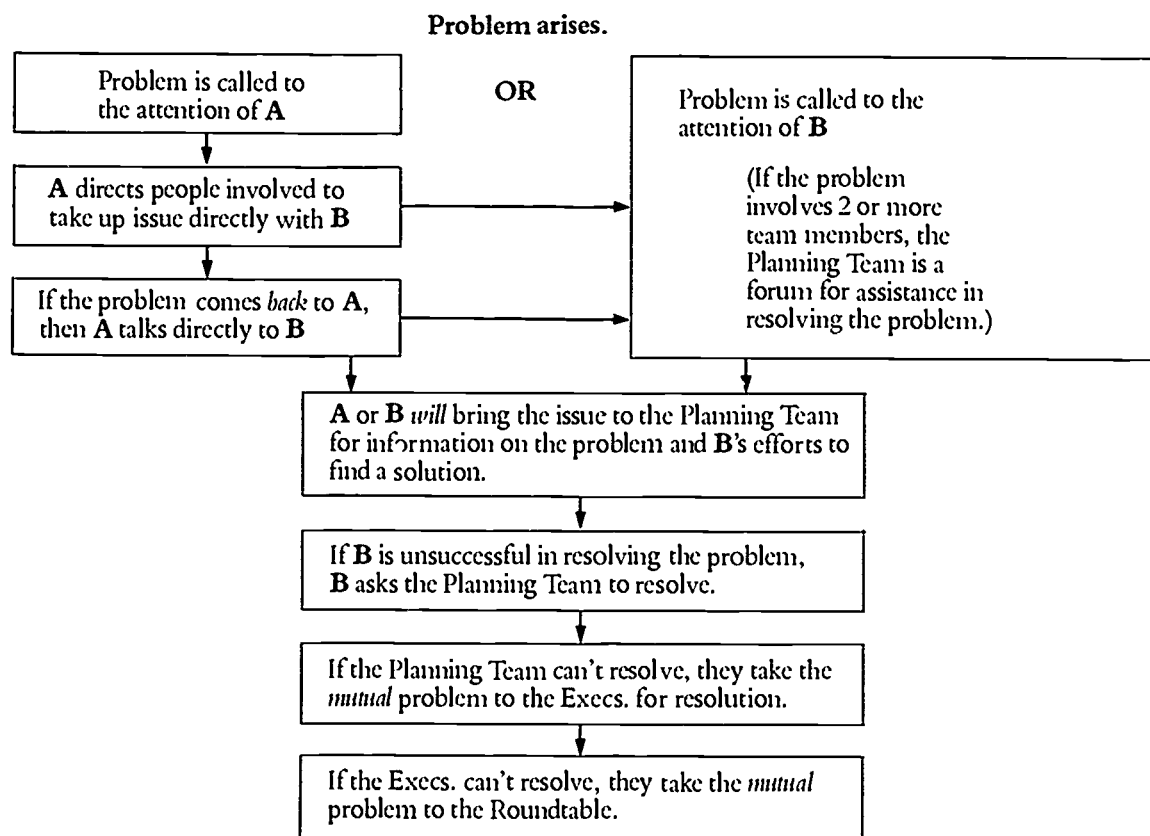 Problem arises.
Problem is called to
the attention of A
OR
Problem is called to the
attention of B
(If the problem
involves 2 or more
team members, the
Planning Team is a
forum for assistance in
resolving the problem.)
A directs people involved to
take up issue directly with B
If the problem comes back to A,
then A talks directly to B
A or B will bring the issue to the Planning Team
for information on the problem and B's efforts to
find a solution.
If B is unsuccessful in resolving the problem,
B asks the Planning Team to resolve.
If the Planning Team can't resolve, they take the
mutual problem to the Execs. for resolution.
If the Execs. can't resolve, they take the mutual
problem to the Roundtable.